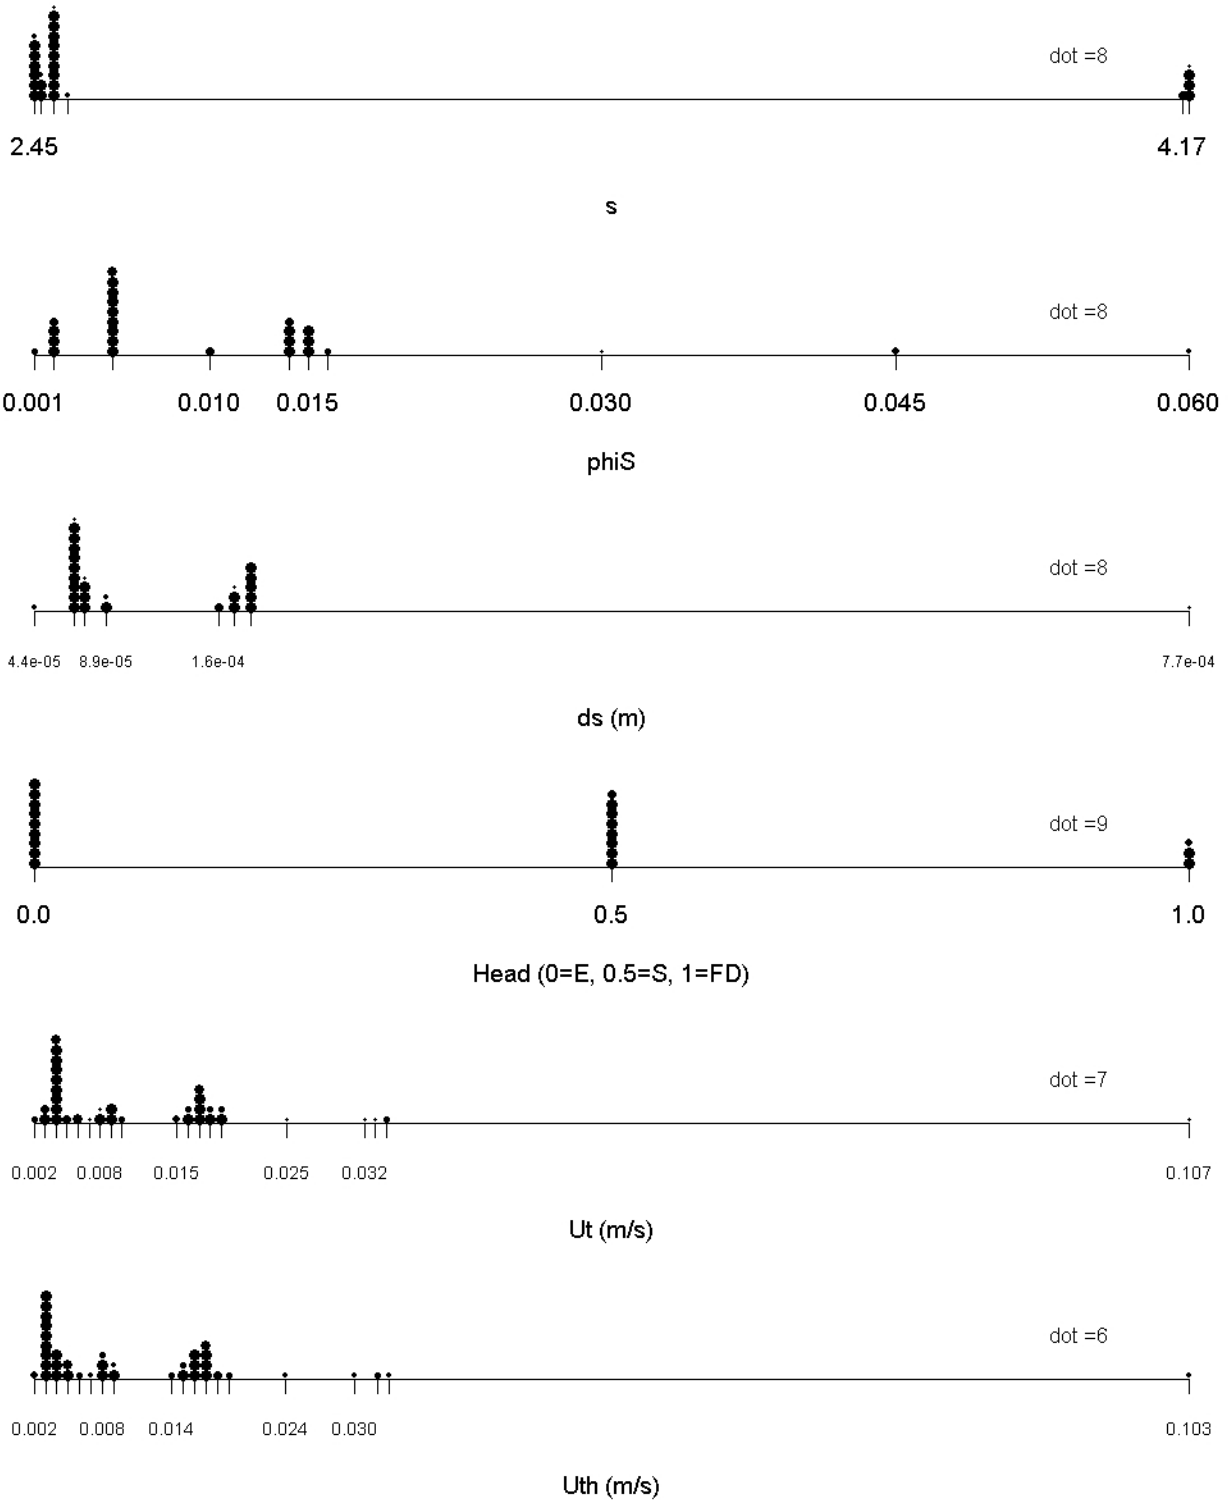 dot =8
2.45 4.17
s
dot =8
0.001 0.010 0.015 0.030 0.045 0.060
phiS
dot =8
4.4e-05 8.9e-05 1.6e-04 7.7e-04
ds (m)
dot =9
0.0 0.5 1.0
Head (0=E, 0.5=S, 1=FD)
dot =7
0.002 0.008 0.015 0.025 0.032 0.107
Ut (m/s)
dot =6
0.002 0.008 0.014 0.024 0.030 0.103
Uth (m/s)